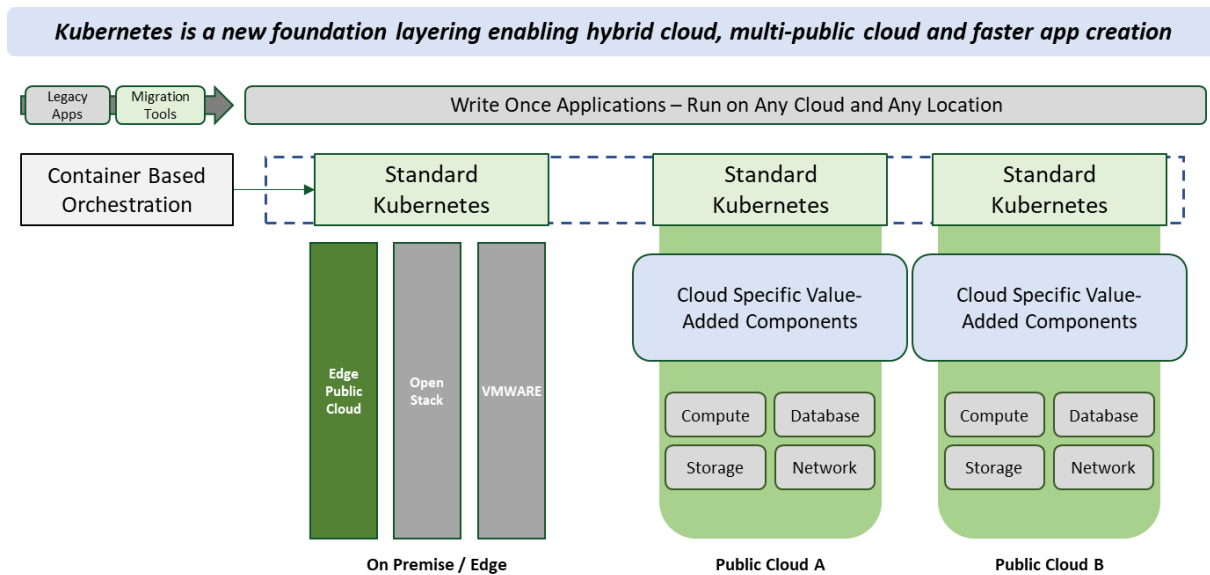 Kubernetes is a new foundation layering enabling hybrid cloud, multi-public cloud and faster app creation
Legacy
Apps
Migration
Tools
Write Once Applications – Run on Any Cloud and Any Location
Container Based
Orchestration
Standard
Kubernetes
Standard
Kubernetes
Standard
Kubernetes
Edge
Public
Cloud
Open
Stack
VMWARE
Cloud Specific Value-
Added Components
Cloud Specific Value-
Added Components
Compute
Database
Storage
Network
Compute
Database
Storage
Network
On Premise / Edge
Public Cloud A
Public Cloud B